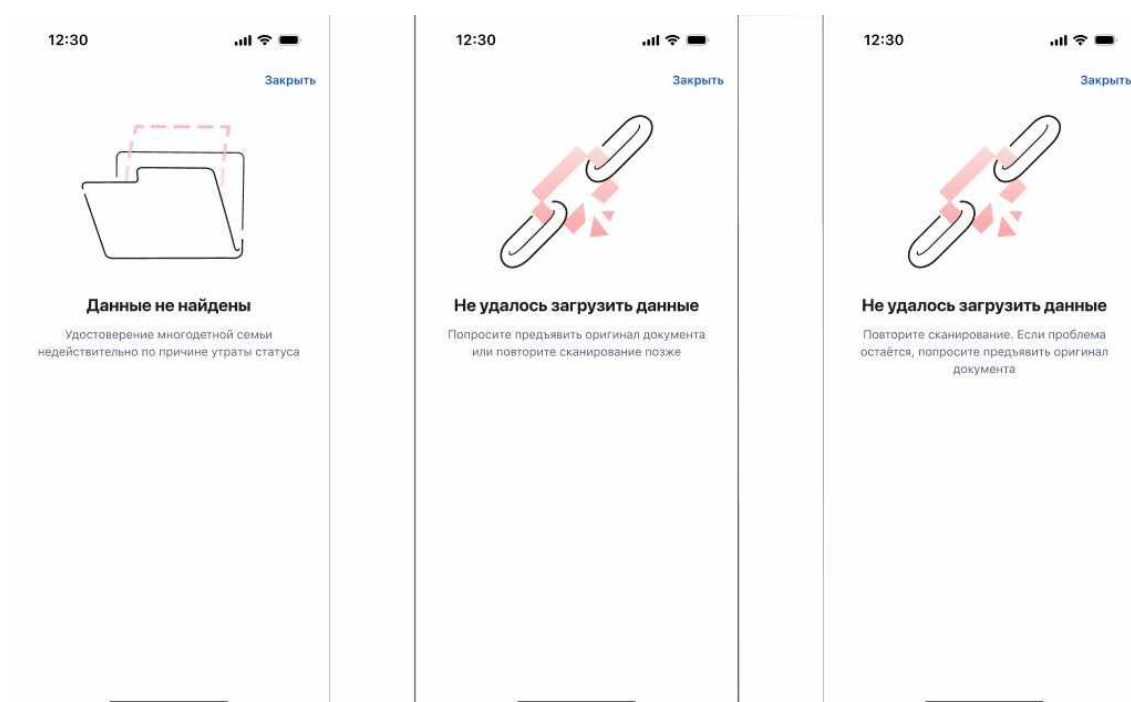 12:30
Закрыть
Данные не найдены
Удостоверение многодетной семьи
недействительно по причине утраты статуса
12:30
Закрыть
Не удалось загрузить данные
Попросите предъявить оригинал документа
или повторите сканирование позже
12:30
Закрыть
Не удалось загрузить данные
Повторите сканирование. Если проблема
остаётся, попросите предъявить оригинал
документа